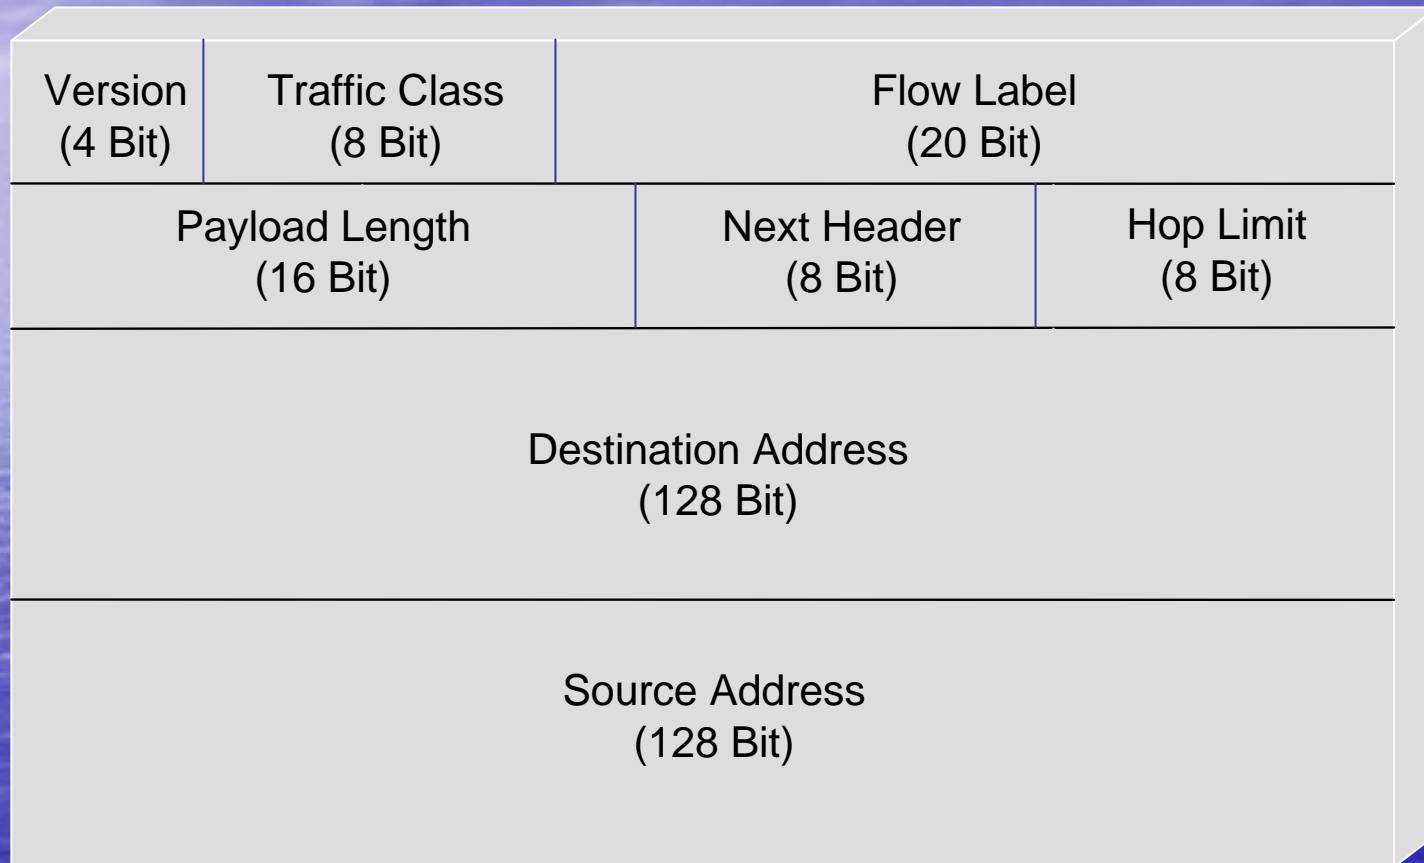 Version
(4 Bit)
Traffic Class
(8 Bit)
Flow Label
(20 Bit)
Payload Length
(16 Bit)
Next Header
(8 Bit)
Hop Limit
(8 Bit)
Destination Address
(128 Bit)
Source Address
(128 Bit)